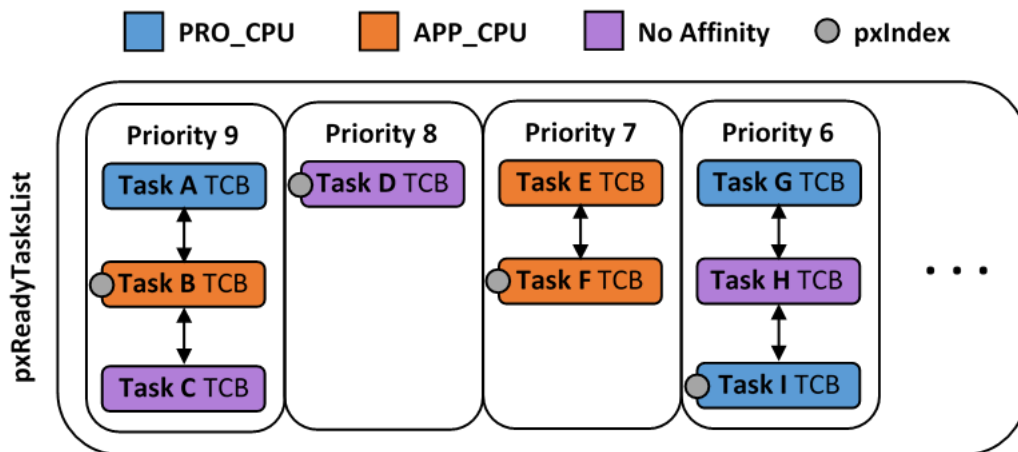 PRO_CPU APP_CPU No Affinity pxIndex
pxReadyTasksList
Priority 9 Priority 8 Priority 7 Priority 6
Task A TCB Task D TCB Task E TCB Task G TCB
Task B TCB Task F TCB Task H TCB
Task C TCB Task I TCB
...